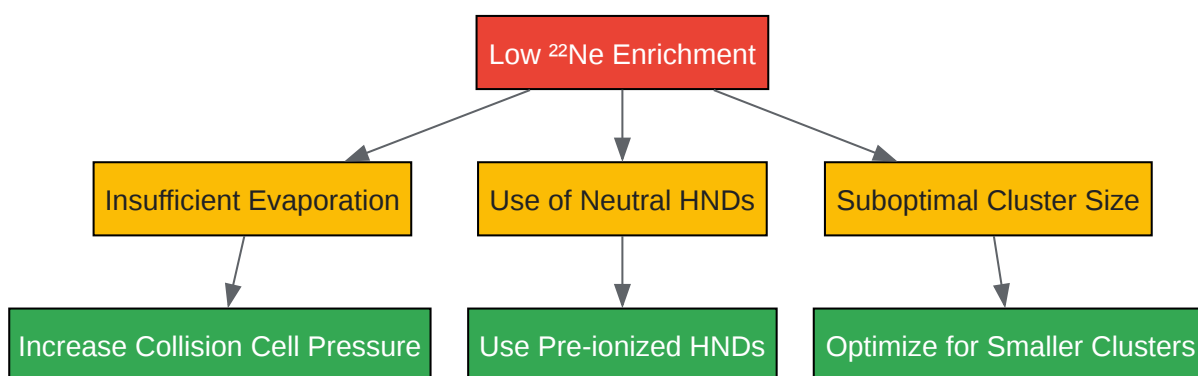 Low ²²Ne Enrichment
Insufficient Evaporation
Use of Neutral HNDs
Suboptimal Cluster Size
Increase Collision Cell Pressure
Use Pre-ionized HNDs
Optimize for Smaller Clusters